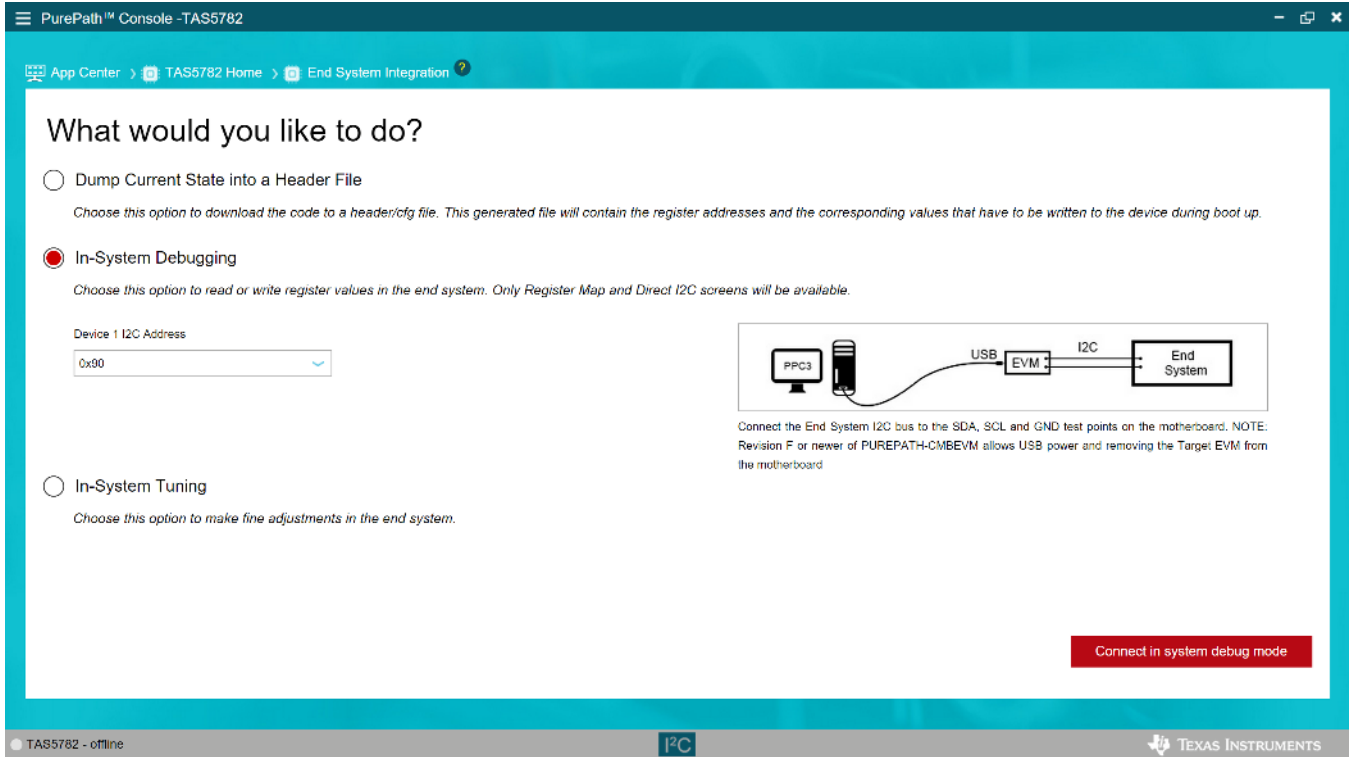 PurePath™ Console -TAS5782
App Center > TAS5782 Home > End System Integration ?
What would you like to do?
Dump Current State into a Header File
Choose this option to download the code to a header/cfg file. This generated file will contain the register addresses and the corresponding values that have to be written to the device during boot up.
In-System Debugging
Choose this option to read or write register values in the end system. Only Register Map and Direct I2C screens will be available.
Device 1 I2C Address
0x90
PPC3
USB
EVM
I2C
End
System
Connect the End System I2C bus to the SDA, SCL and GND test points on the motherboard. NOTE:
Revision F or newer of PUREPATH-CMBEVM allows USB power and removing the Target EVM from
the motherboard
In-System Tuning
Choose this option to make fine adjustments in the end system.
Connect in system debug mode
TAS5782 - offline
I²C
TEXAS INSTRUMENTS